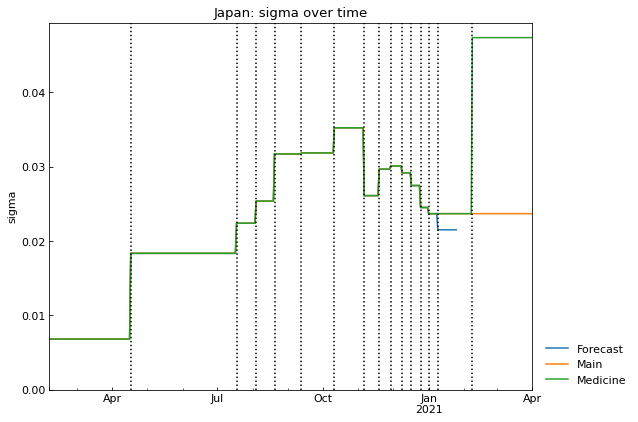 Japan: sigma over time
sigma
0.04
0.03
0.02
0.01
0.00
Apr
Jul
Oct
Jan
2021
Apr
Forecast
Main
Medicine